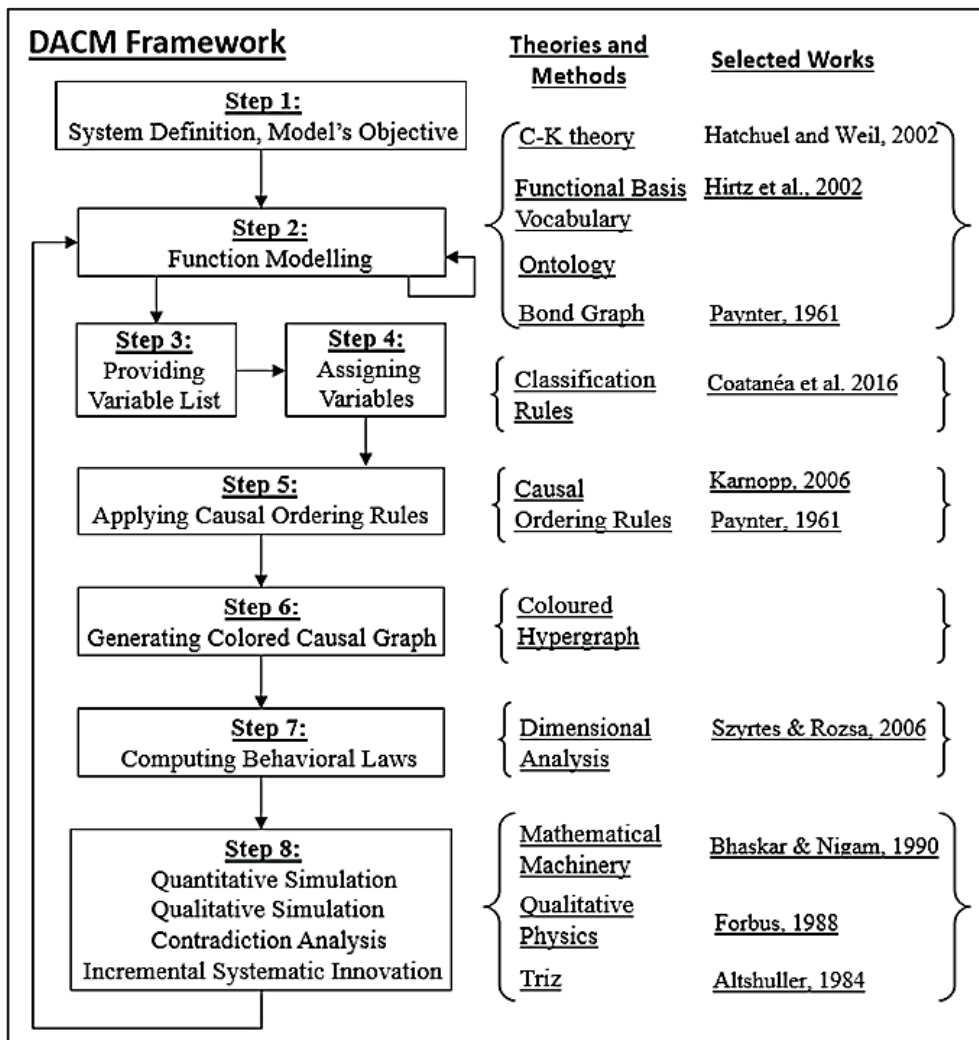 DACM Framework
Theories and
Methods
Selected Works
Step 1:
System Definition, Model's Objective
Step 2:
Function Modelling
Step 3:
Providing
Variable List
Step 4:
Assigning
Variables
Step 5:
Applying Causal Ordering Rules
Step 6:
Generating Colored Causal Graph
Step 7:
Computing Behavioral Laws
Step 8:
Quantitative Simulation
Qualitative Simulation
Contradiction Analysis
Incremental Systematic Innovation
C-K theory
Hatchuel and Weil, 2002
Functional Basis
Vocabulary
Hirtz et al., 2002
Ontology
Bond Graph
Paynter, 1961
Classification
Rules
Coatanéa et al. 2016
Causal
Ordering Rules
Karnopp, 2006
Paynter, 1961
Coloured
Hypergraph
Dimensional
Analysis
Szyrtes & Rozsa, 2006
Mathematical
Machinery
Bhaskar & Nigam, 1990
Qualitative
Physics
Forbus, 1988
Triz
Altshuller, 1984